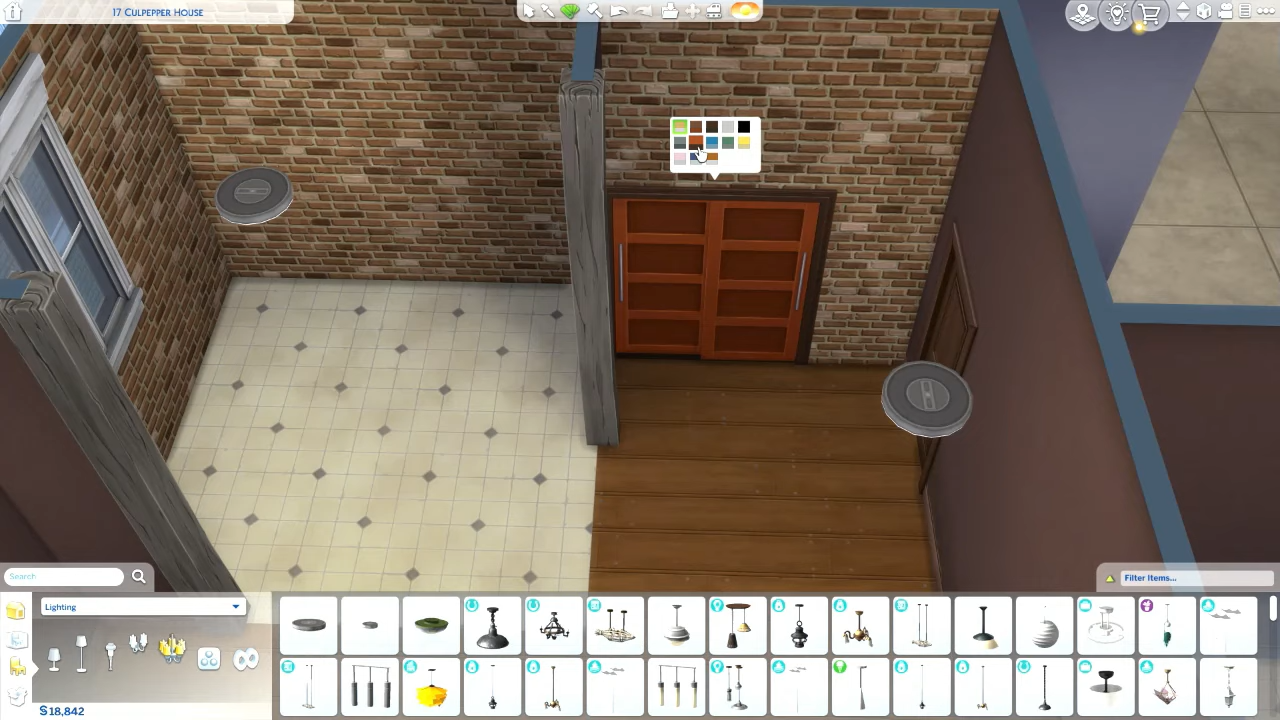 17 CULPEPPER HOUSE
Search
Filter Items...
Lighting
§18,842